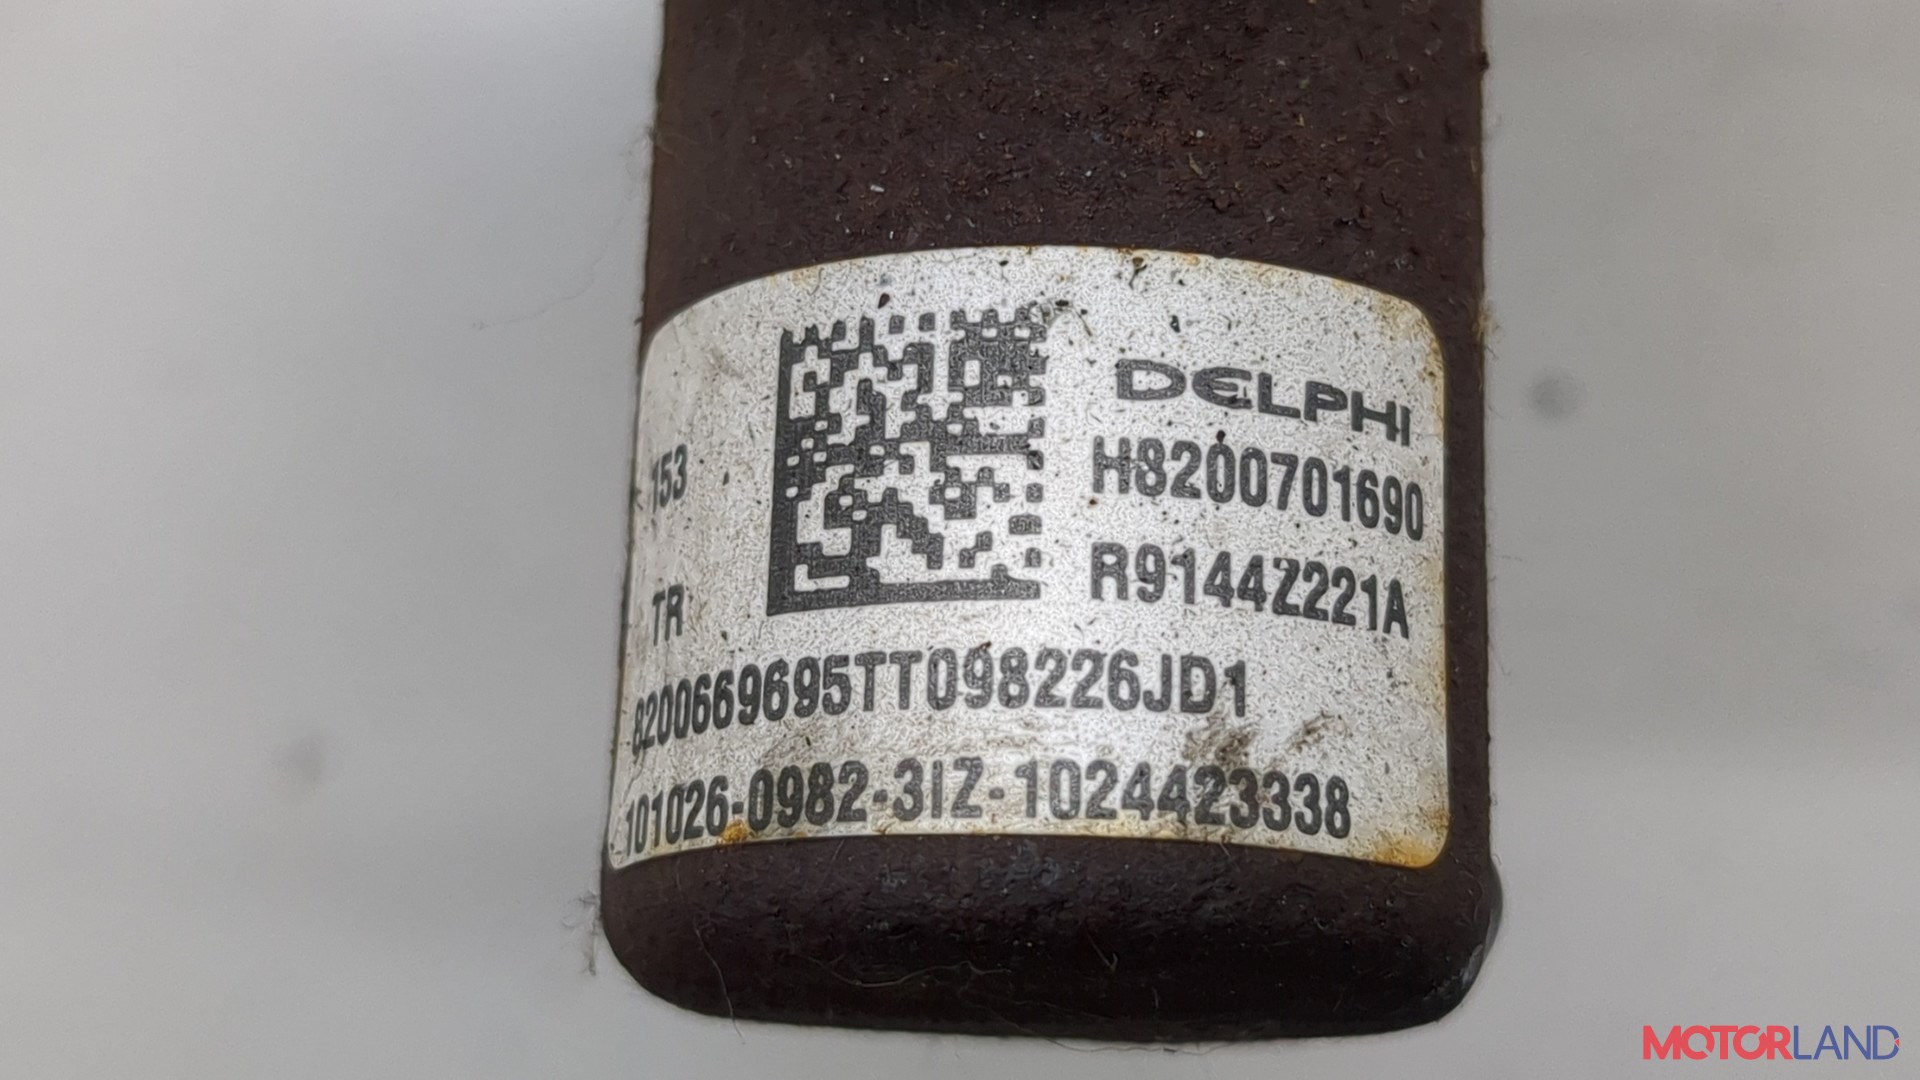 DELPHI
153 H8200701690
TR R9144Z221A
8200669695TT098226JD1
101026-0982-3IZ-1024423338
MOTORLAND